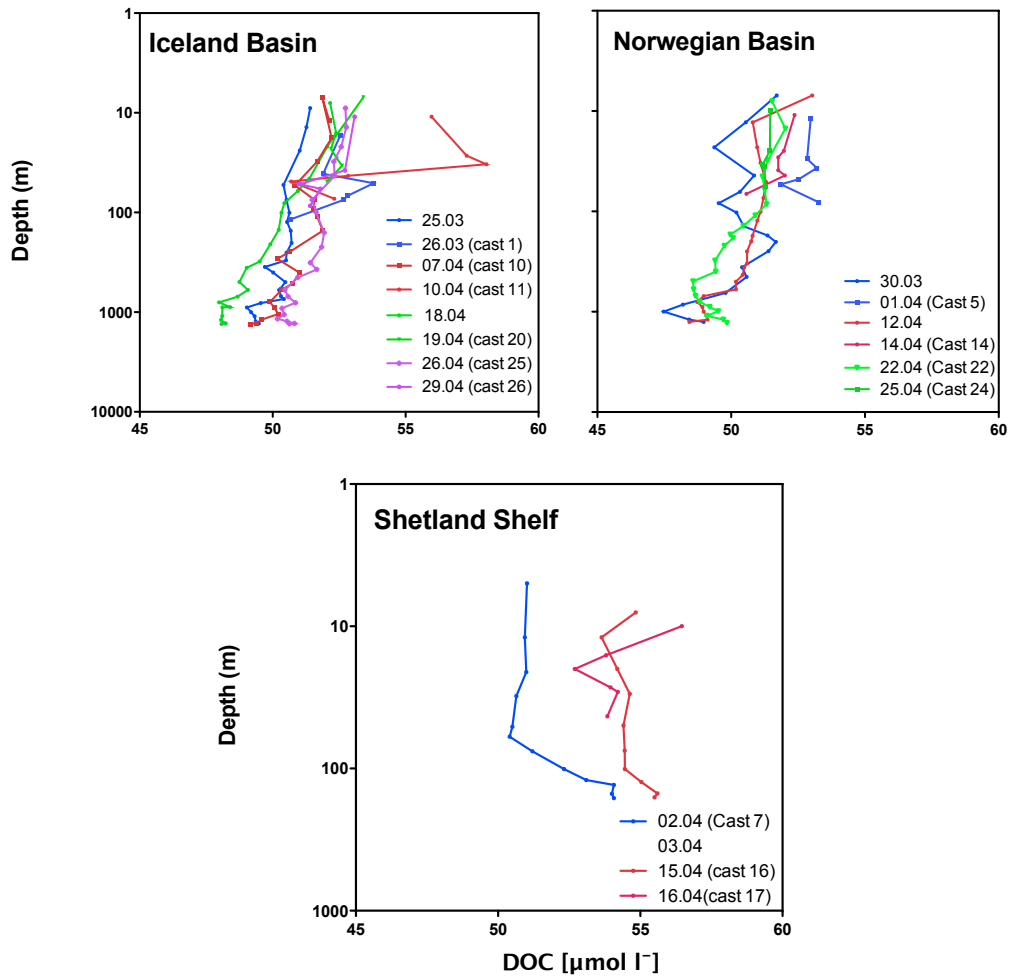 Iceland Basin
Depth (m)
1
10
100
1000
10000
45
50
55
60
25.03
26.03 (cast 1)
07.04 (cast 10)
10.04 (cast 11)
18.04
19.04 (cast 20)
26.04 (cast 25)
29.04 (cast 26)
Norwegian Basin
45
50
55
60
30.03
01.04 (Cast 5)
12.04
14.04 (Cast 14)
22.04 (Cast 22)
25.04 (Cast 24)
Shetland Shelf
Depth (m)
1
10
100
1000
45
50
55
60
02.04 (Cast 7)
03.04
15.04 (cast 16)
16.04(cast 17)
DOC [µmol l⁻]